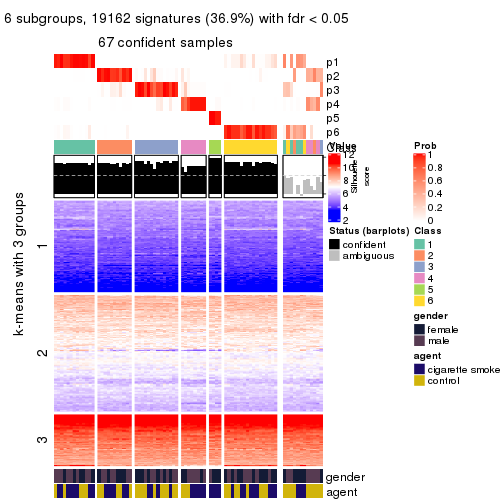 6 subgroups, 19162 signatures (36.9%) with fdr < 0.05
67 confident samples
p1
p2
p3
p4
p5
p6
Class
Silhouette
score
k-means with 3 groups
1
2
3
gender
agent
Value
12
10
8
6
4
2
Status (barplots)
confident
ambiguous
Prob
1
0.8
0.6
0.4
0.2
0
Class
1
2
3
4
5
6
gender
female
male
agent
cigarette smoke
control